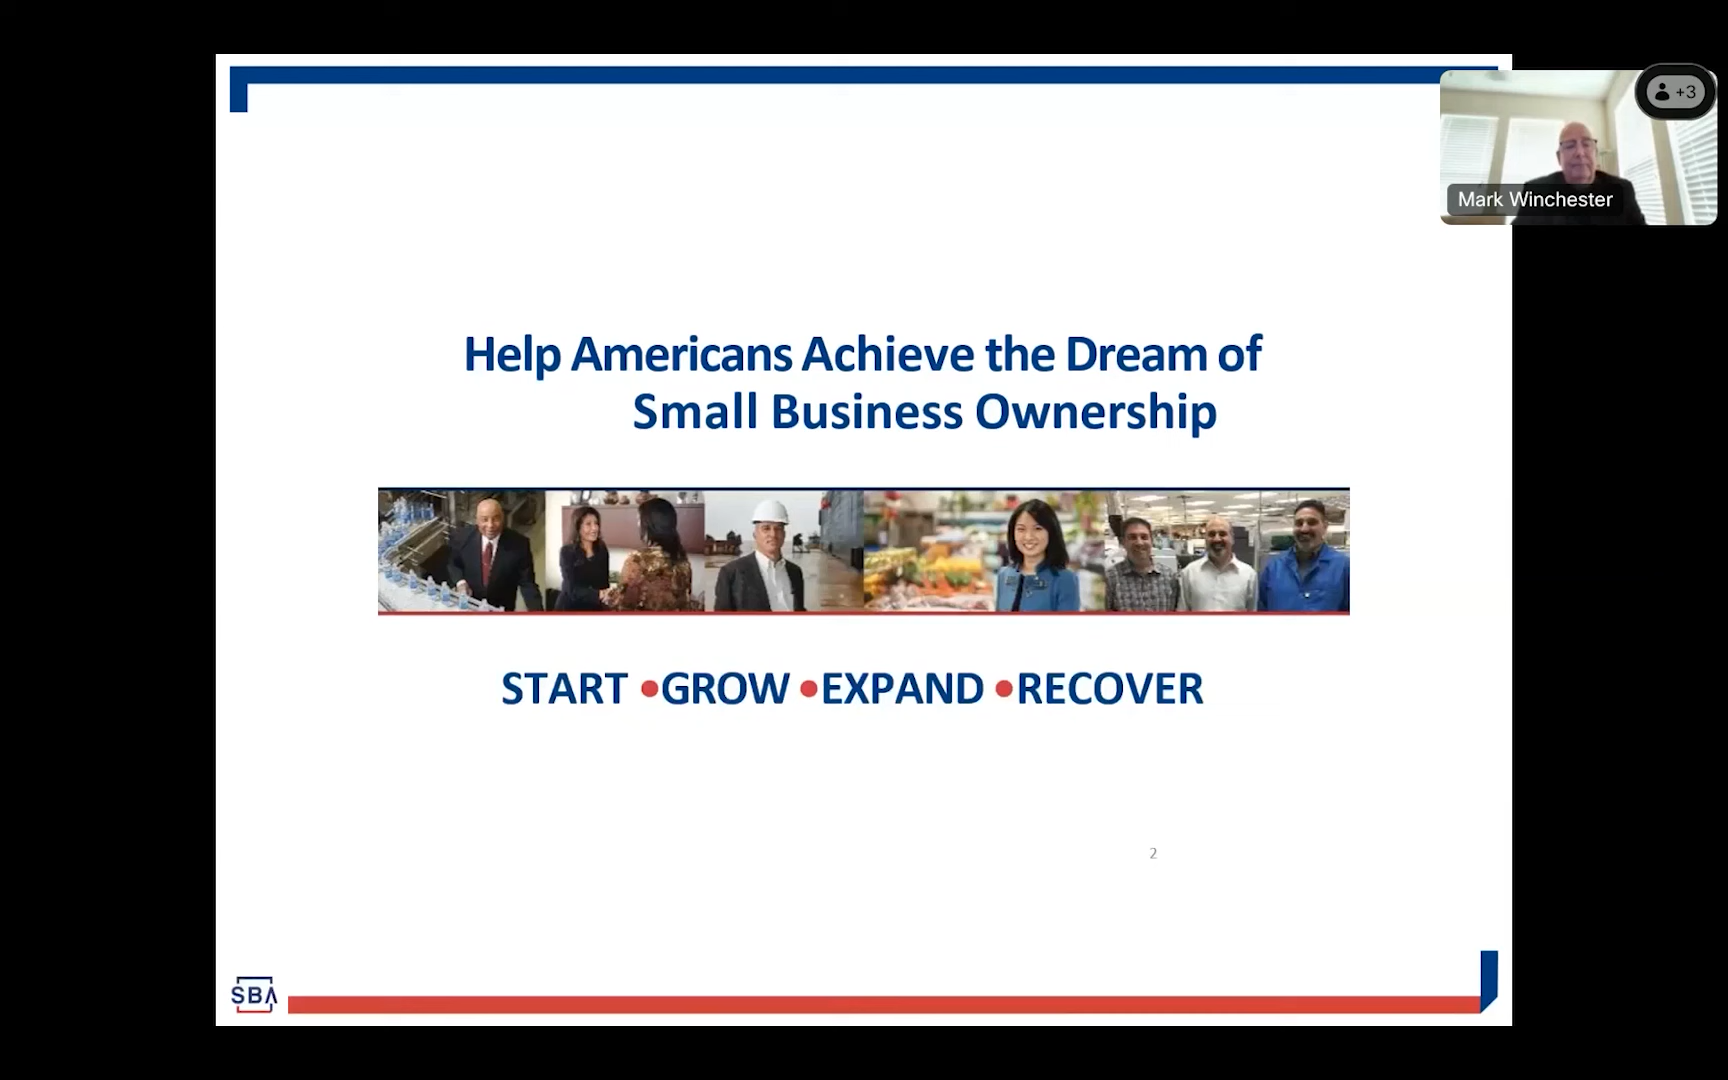 +3
Mark Winchester
Help Americans Achieve the Dream of
Small Business Ownership
START •GROW •EXPAND •RECOVER
2
SBA